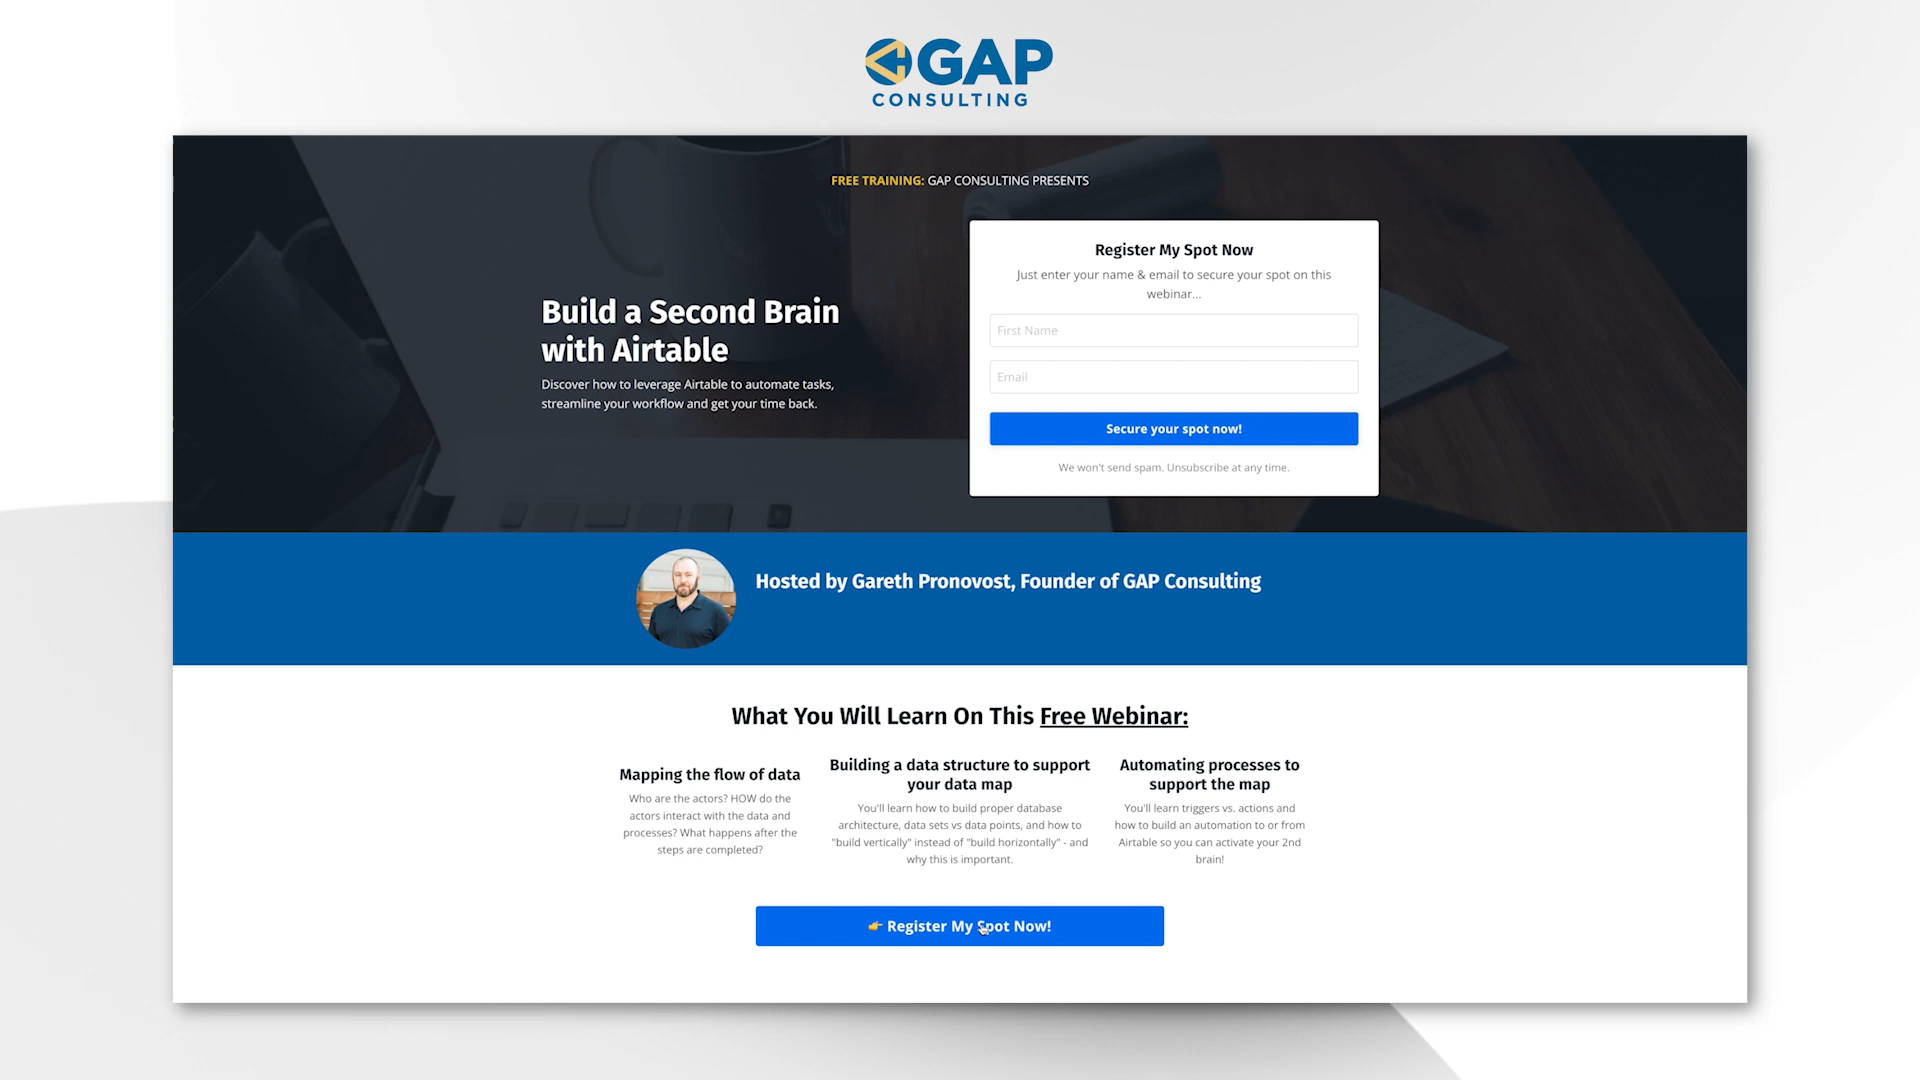 GAP
CONSULTING
FREE TRAINING: GAP CONSULTING PRESENTS
Build a Second Brain
with Airtable
Discover how to leverage Airtable to automate tasks,
streamline your workflow and get your time back.
Register My Spot Now
Just enter your name & email to secure your spot on this
webinar...
First Name
Email
Secure your spot now!
We won't send spam. Unsubscribe at any time.
Hosted by Gareth Pronovost, Founder of GAP Consulting
What You Will Learn On This Free Webinar:
Mapping the flow of data
Who are the actors? HOW do the
actors interact with the data and
processes? What happens after the
steps are completed?
Building a data structure to support
your data map
You'll learn how to build proper database
architecture, data sets vs data points, and how to
"build vertically" instead of "build horizontally" - and
why this is important.
Automating processes to
support the map
You'll learn triggers vs. actions and
how to build an automation to or from
Airtable so you can activate your 2nd
brain!
👉 Register My Spot Now!